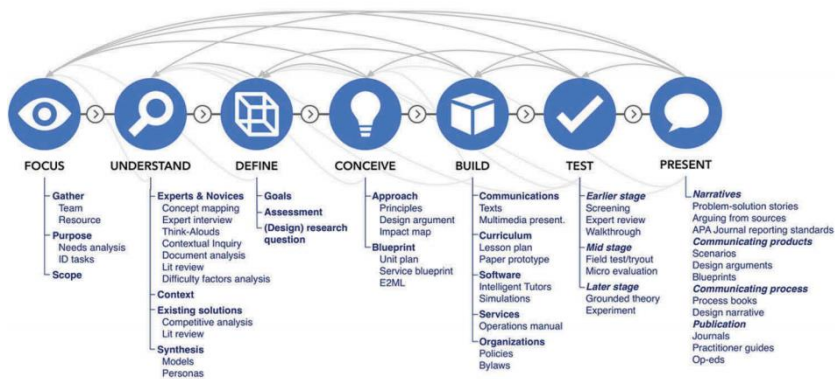 FOCUS
Gather
Team
Resource
Purpose
Needs analysis
ID tasks
Scope
UNDERSTAND
Experts & Novices
Concept mapping
Expert interview
Think-Alouds
Contextual Inquiry
Document analysis
Lit review
Difficulty factors analysis
Context
Existing solutions
Competitive analysis
Lit review
Synthesis
Models
Personas
DEFINE
Goals
Assessment
(Design) research
question
CONCEIVE
Approach
Principles
Design argument
Impact map
Blueprint
Unit plan
Service blueprint
E2ML
BUILD
Communications
Texts
Multimedia present.
Curriculum
Lesson plan
Paper prototype
Software
Intelligent Tutors
Simulations
Services
Operations manual
Organizations
Policies
Bylaws
TEST
Earlier stage
Screening
Expert review
Walkthrough
Mid stage
Field test/tryout
Micro evaluation
Later stage
Grounded theory
Experiment
PRESENT
Narratives
Problem-solution stories
Arguing from sources
APA Journal reporting standards
Communicating products
Scenarios
Design arguments
Blueprints
Communicating process
Process books
Design narrative
Publication
Journals
Practitioner guides
Op-eds